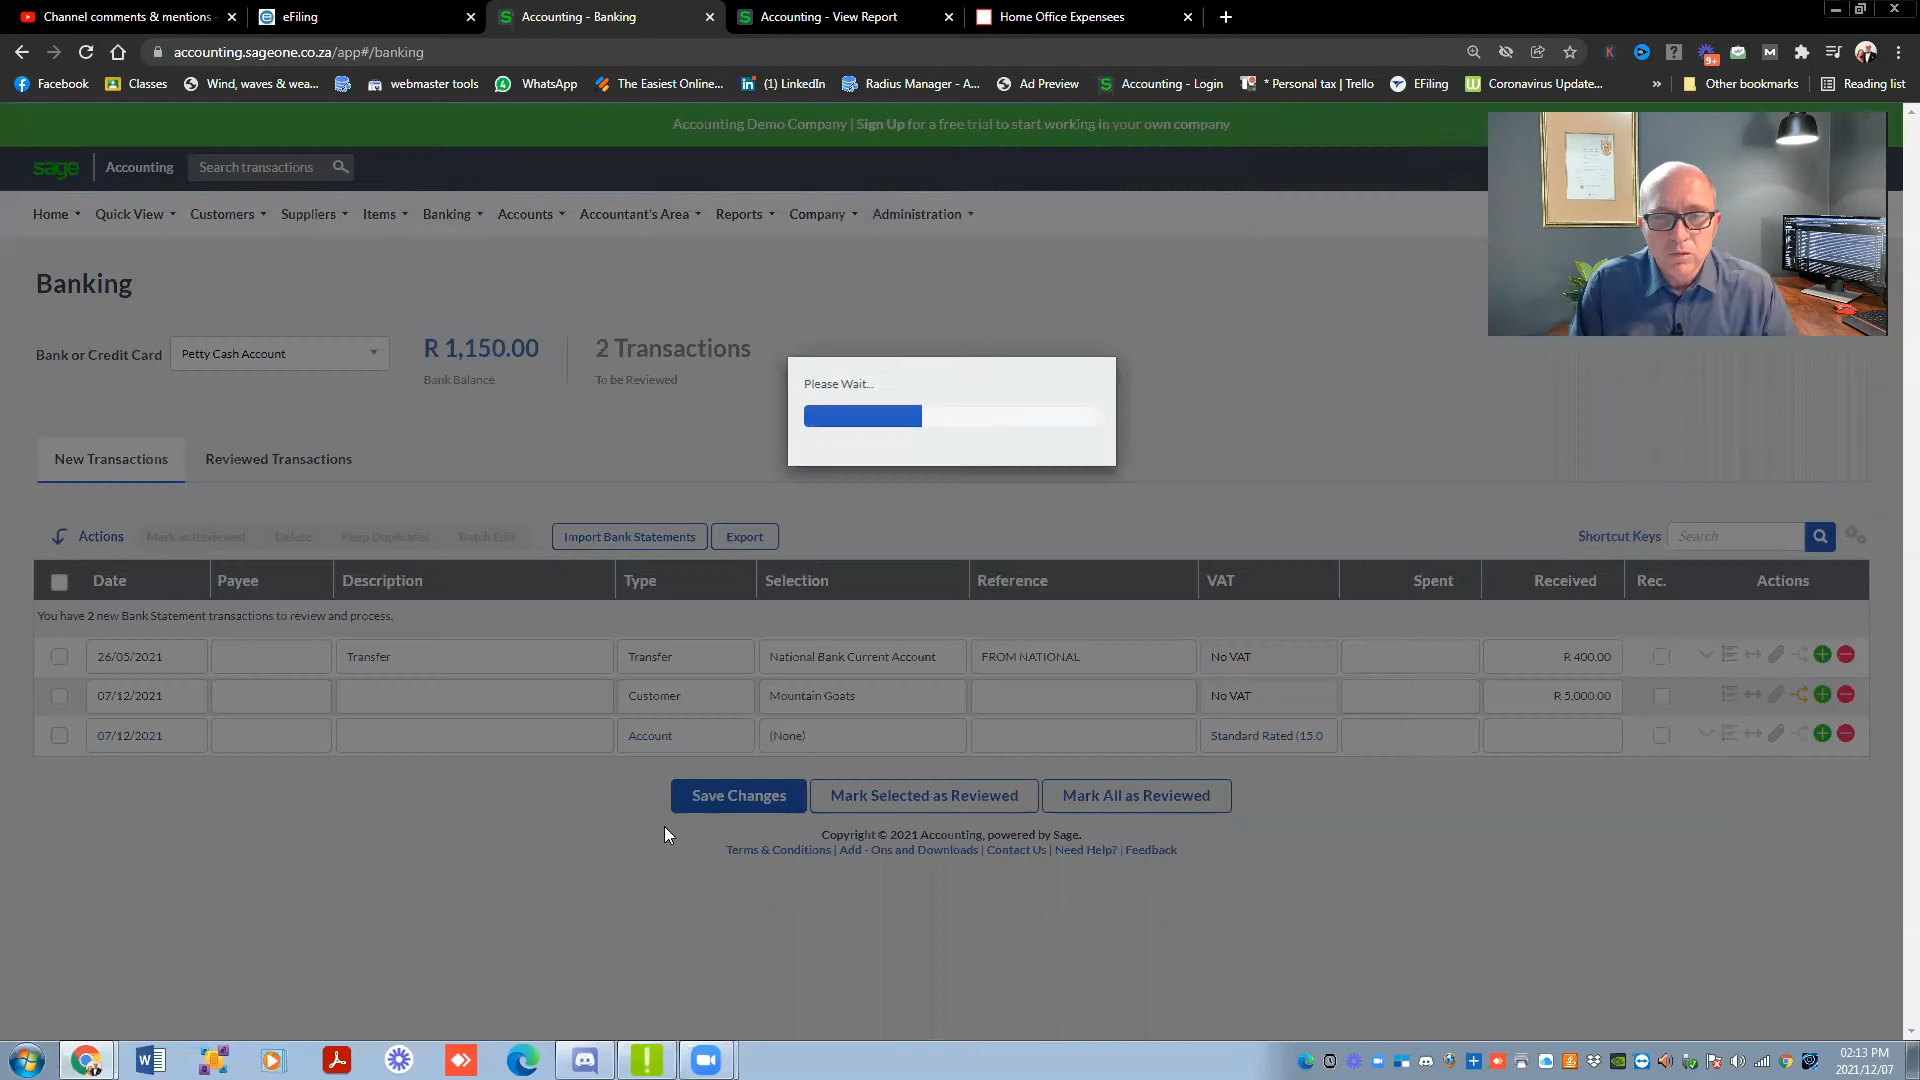 Channel comments & mentions
eFiling
Accounting - Banking
Accounting - View Report
Home Office Expensees
accounting.sageone.co.za/app#/banking
9+
Facebook
Classes
Wind, waves & wea...
webmaster tools
WhatsApp
The Easiest Online...
(1) LinkedIn
Radius Manager - A...
Ad Preview
Accounting - Login
* Personal tax | Trello
EFiling
Coronavirus Update...
»
Other bookmarks
Reading list
Accounting Demo Company | Sign Up for a free trial to start working in your own company
sage
Accounting
Search transactions
Home
Quick View
Customers
Suppliers
Items
Banking
Accounts
Accountant's Area
Reports
Company
Administration
Banking
Bank or Credit Card
Petty Cash Account
R 1,150.00
Bank Balance
2 Transactions
To be Reviewed
Please Wait...
New Transactions
Reviewed Transactions
Actions
Mark as Reviewed
Delete
Keep Duplicates
Batch Edit
Import Bank Statements
Export
Shortcut Keys
Search
Date Payee Description Type Selection Reference VAT Spent Received Rec. Actions
You have 2 new Bank Statement transactions to review and process.
26/05/2021 Transfer Transfer National Bank Current Account FROM NATIONAL No VAT R 400.00
07/12/2021 Customer Mountain Goats No VAT R 5,000.00
07/12/2021 Account (None) Standard Rated (15.0
Save Changes
Mark Selected as Reviewed
Mark All as Reviewed
Copyright © 2021 Accounting, powered by Sage.
Terms & Conditions | Add - Ons and Downloads | Contact Us | Need Help? | Feedback
02:13 PM
2021/12/07